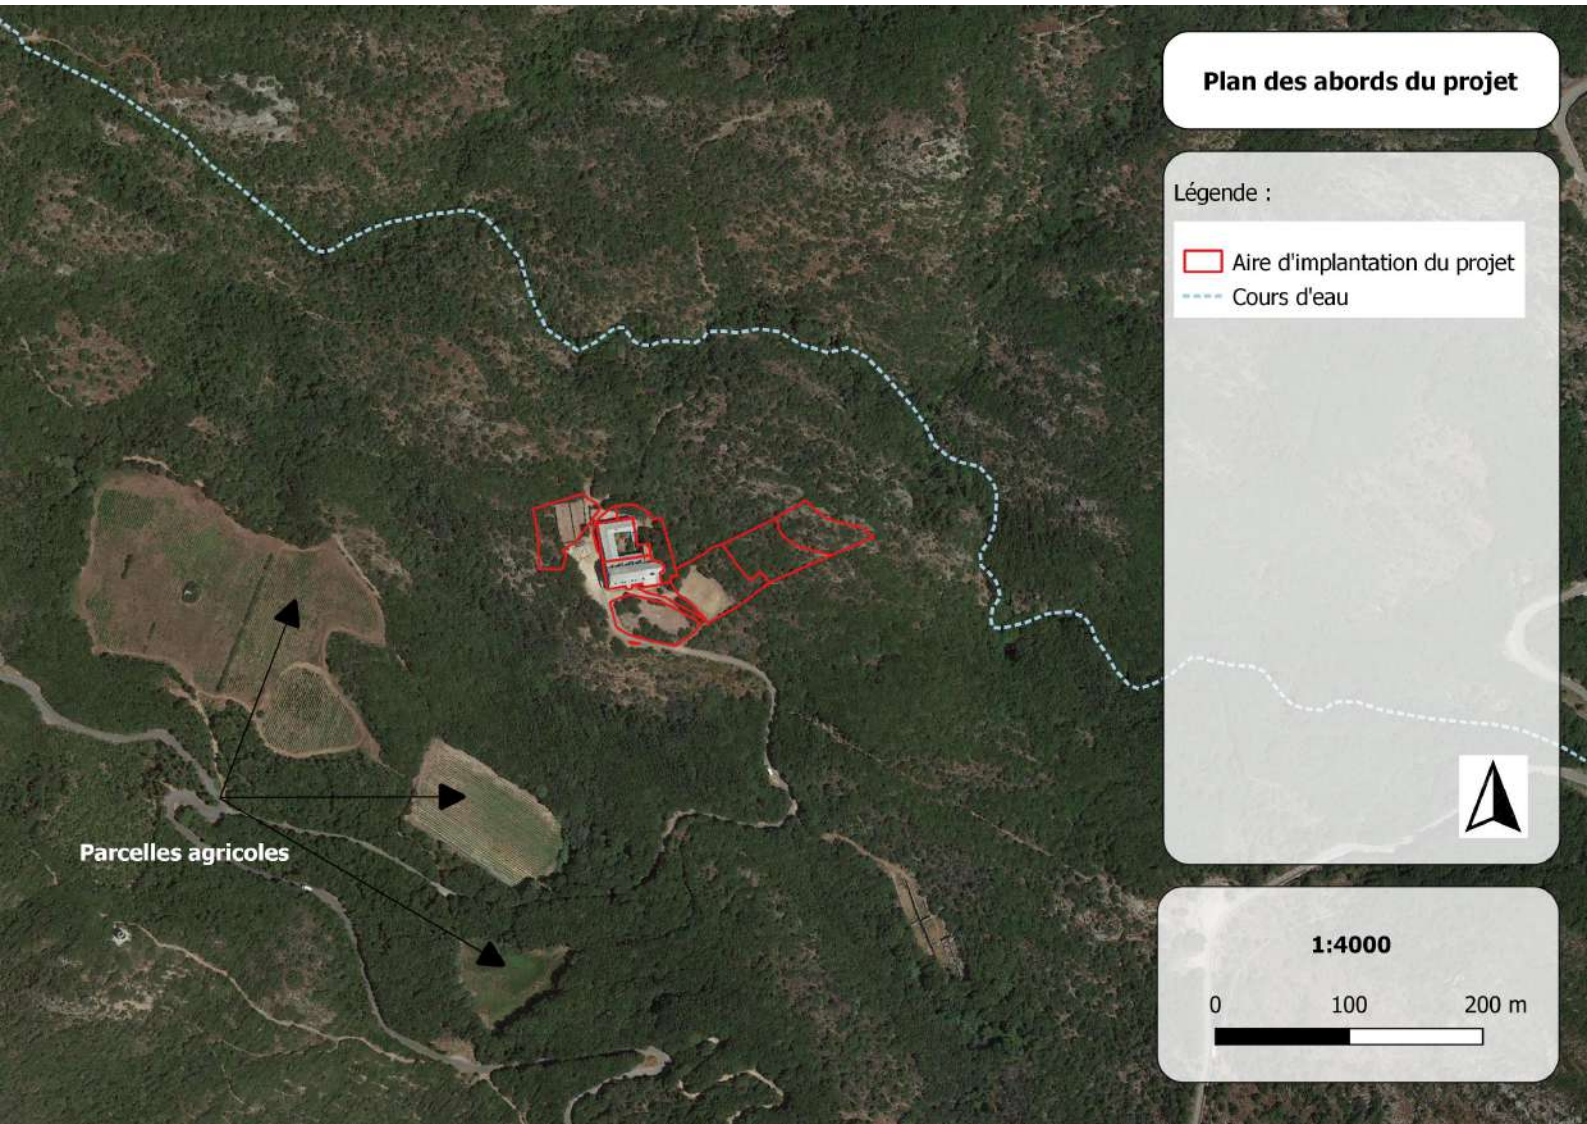 Plan des abords du projet
Légende :
Aire d'implantation du projet
Cours d'eau
Parcelles agricoles
1:4000
0 100 200 m